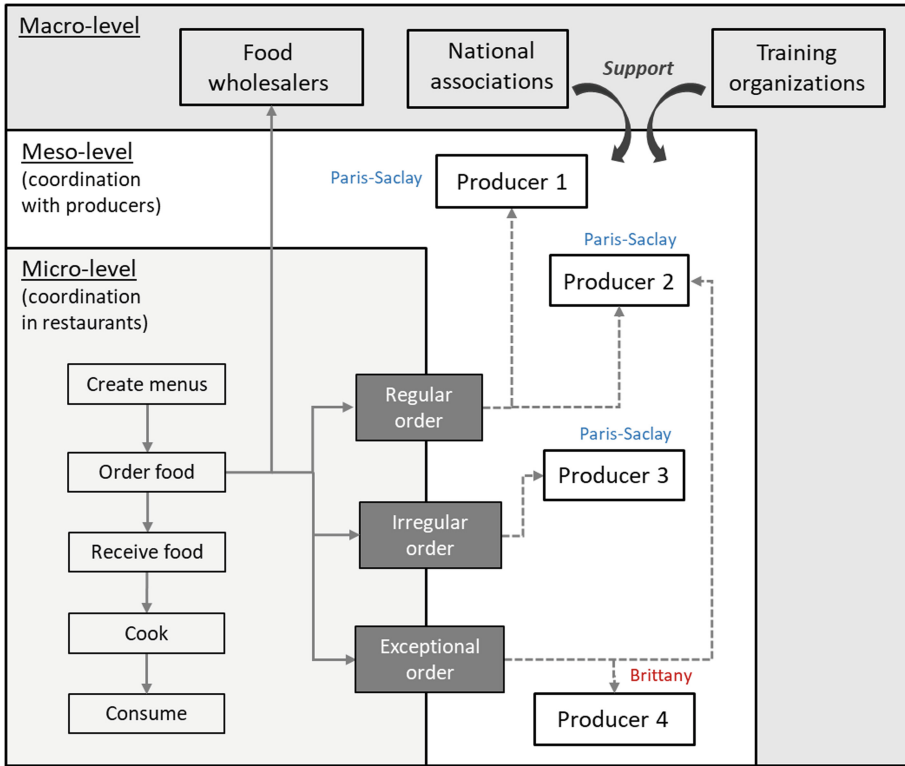 Macro-level
Food
wholesalers
National
associations
Support
Training
organizations
Meso-level
(coordination
with producers)
Paris-Saclay
Producer 1
Paris-Saclay
Producer 2
Micro-level
(coordination
in restaurants)
Create menus
Regular
order
Order food
Paris-Saclay
Producer 3
Receive food
Irregular
order
Cook
Exceptional
order
Brittany
Consume
Producer 4